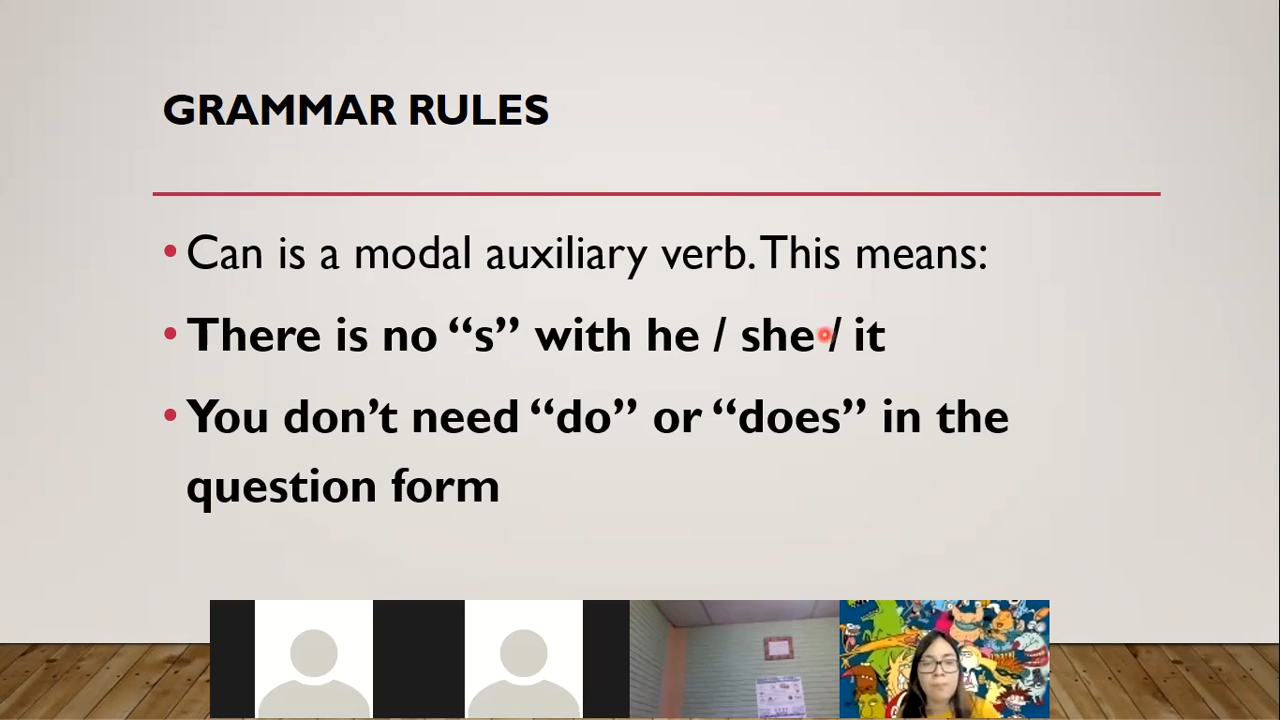 GRAMMAR RULES
• Can is a modal auxiliary verb. This means:
• There is no “s” with he / she / it
• You don’t need “do” or “does” in the
question form